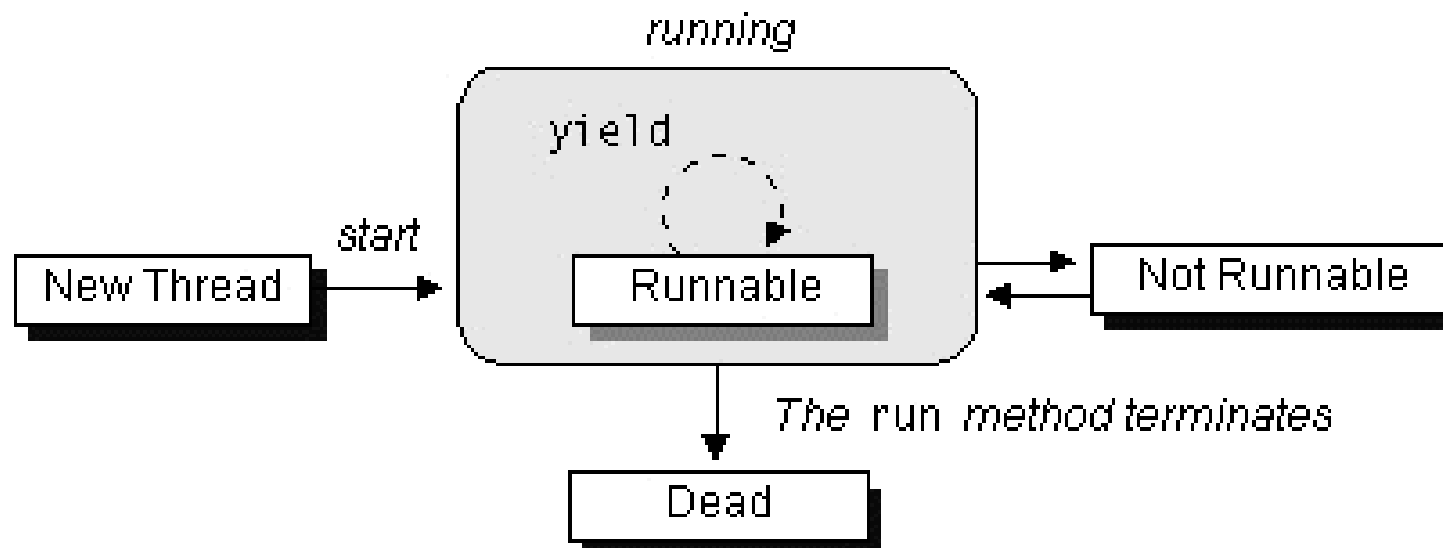 running
yield
start
New Thread
Runnable
Not Runnable
The run method terminates
Dead